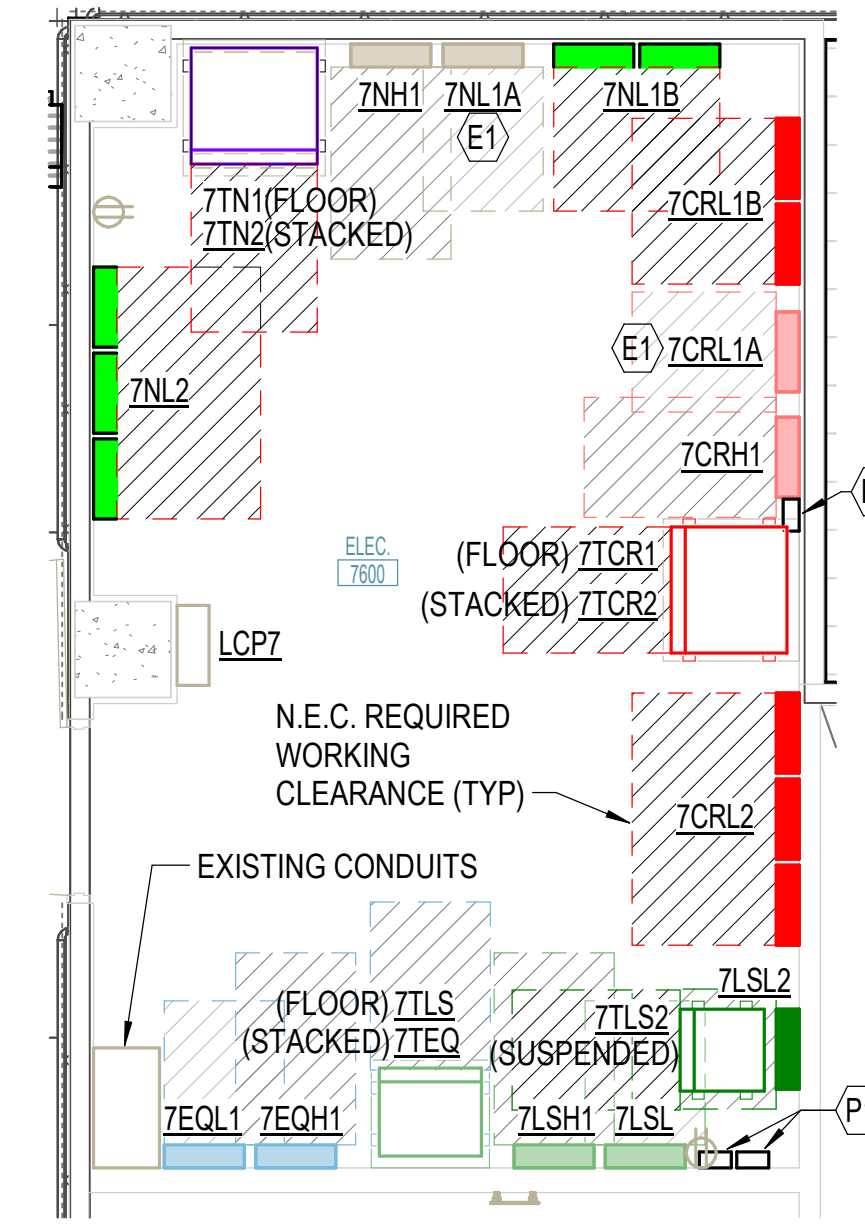 7NH1
7NL1A
7NL1B
E1
7TN1(FLOOR)
7TN2(STACKED)
7CRL1B
E1
7CRL1A
7NL2
7CRH1
ELEC.
7600
(FLOOR) 7TCR1
(STACKED) 7TCR2
LCP7
N.E.C. REQUIRED
WORKING
CLEARANCE (TYP)
7CRL2
EXISTING CONDUITS
7LSL2
(FLOOR) 7TLS
(STACKED) 7TEQ
7TLS2
(SUSPENDED)
7EQL1
7EQH1
7LSH1
7LSL
P